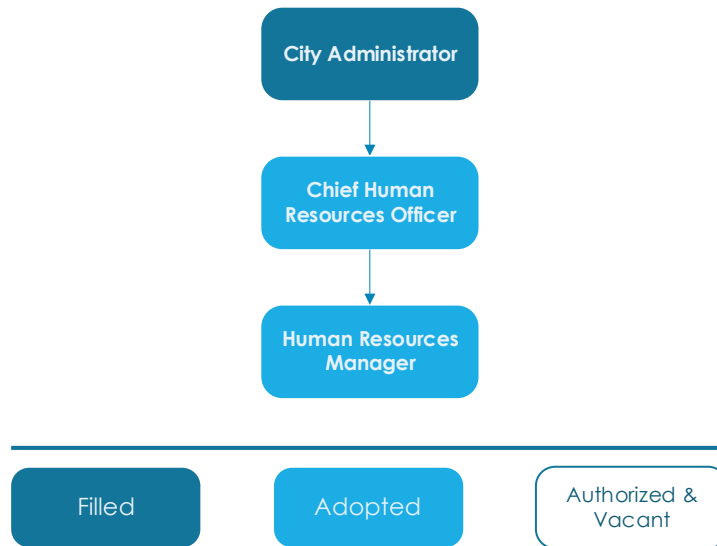 City Administrator
Chief Human
Resources Officer
Human Resources
Manager
Filled
Adopted
Authorized &
Vacant